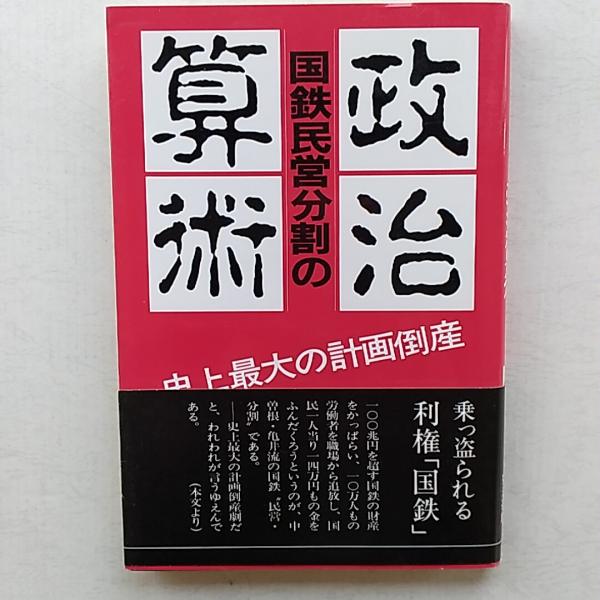 国鉄民営分割の
政治
算術
史上最大の計画倒産
乗っ盗られる
利権「国鉄」
一〇〇兆円を超す国鉄の財産
をかっぱらい、一〇万人もの
労働者を職場から追放し、国
民一人当り一四万円もの金を
ふんだくろうというのが、中
曽根・亀井流の国鉄〝民営・
分割〟である。
――史上最大の計画倒産劇だ
と、われわれが言うゆえんで
ある。
（本文より）